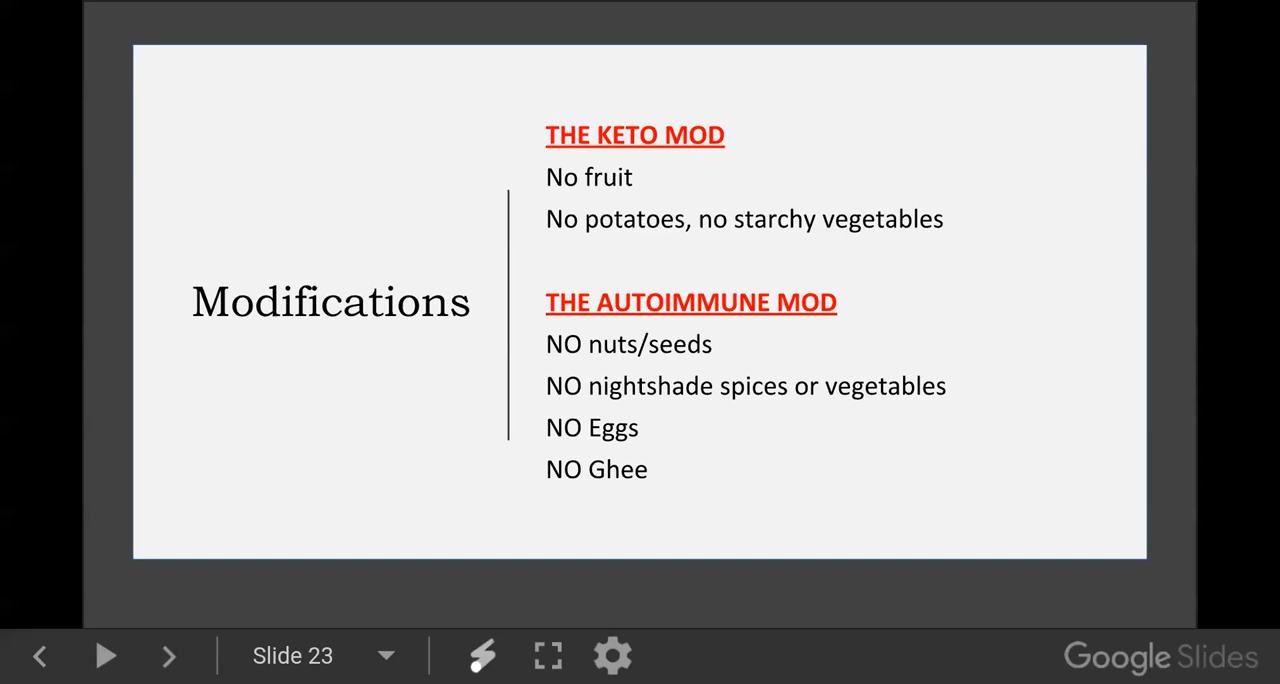 Modifications
THE KETO MOD
No fruit
No potatoes, no starchy vegetables
THE AUTOIMMUNE MOD
NO nuts/seeds
NO nightshade spices or vegetables
NO Eggs
NO Ghee
Slide 23
Google Slides